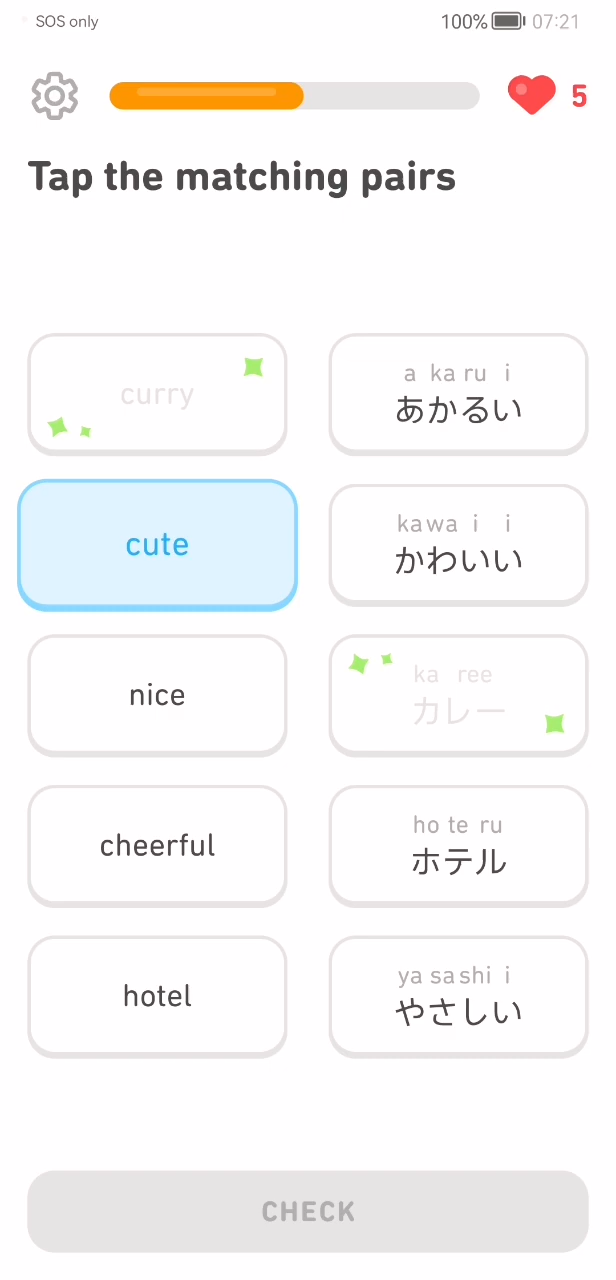 SOS only 100% 07:21
5
Tap the matching pairs
curry
a ka ru i
あかるい
cute
kawa i i
かわいい
nice
ka ree
カレー
cheerful
ho te ru
ホテル
hotel
ya sashi i
やさしい
CHECK